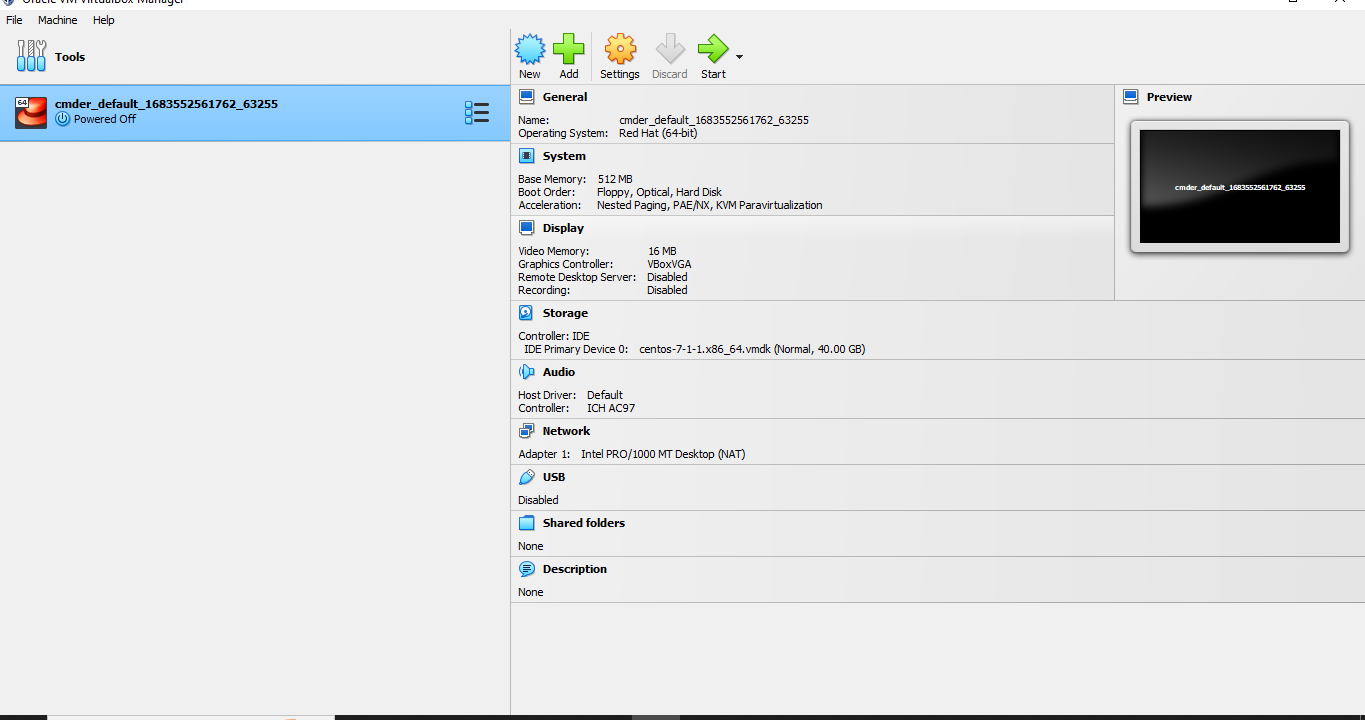 Oracle VM VirtualBox Manager
File Machine Help
Tools
New Add Settings Discard Start
64
cmder_default_1683552561762_63255
Powered Off
General
Name: cmder_default_1683552561762_63255
Operating System: Red Hat (64-bit)
System
Base Memory: 512 MB
Boot Order: Floppy, Optical, Hard Disk
Acceleration: Nested Paging, PAE/NX, KVM Paravirtualization
Display
Video Memory: 16 MB
Graphics Controller: VBoxVGA
Remote Desktop Server: Disabled
Recording: Disabled
Preview
cmder_default_1683552561762_63255
Storage
Controller: IDE
IDE Primary Device 0: centos-7-1-1.x86_64.vmdk (Normal, 40.00 GB)
Audio
Host Driver: Default
Controller: ICH AC97
Network
Adapter 1: Intel PRO/1000 MT Desktop (NAT)
USB
Disabled
Shared folders
None
Description
None